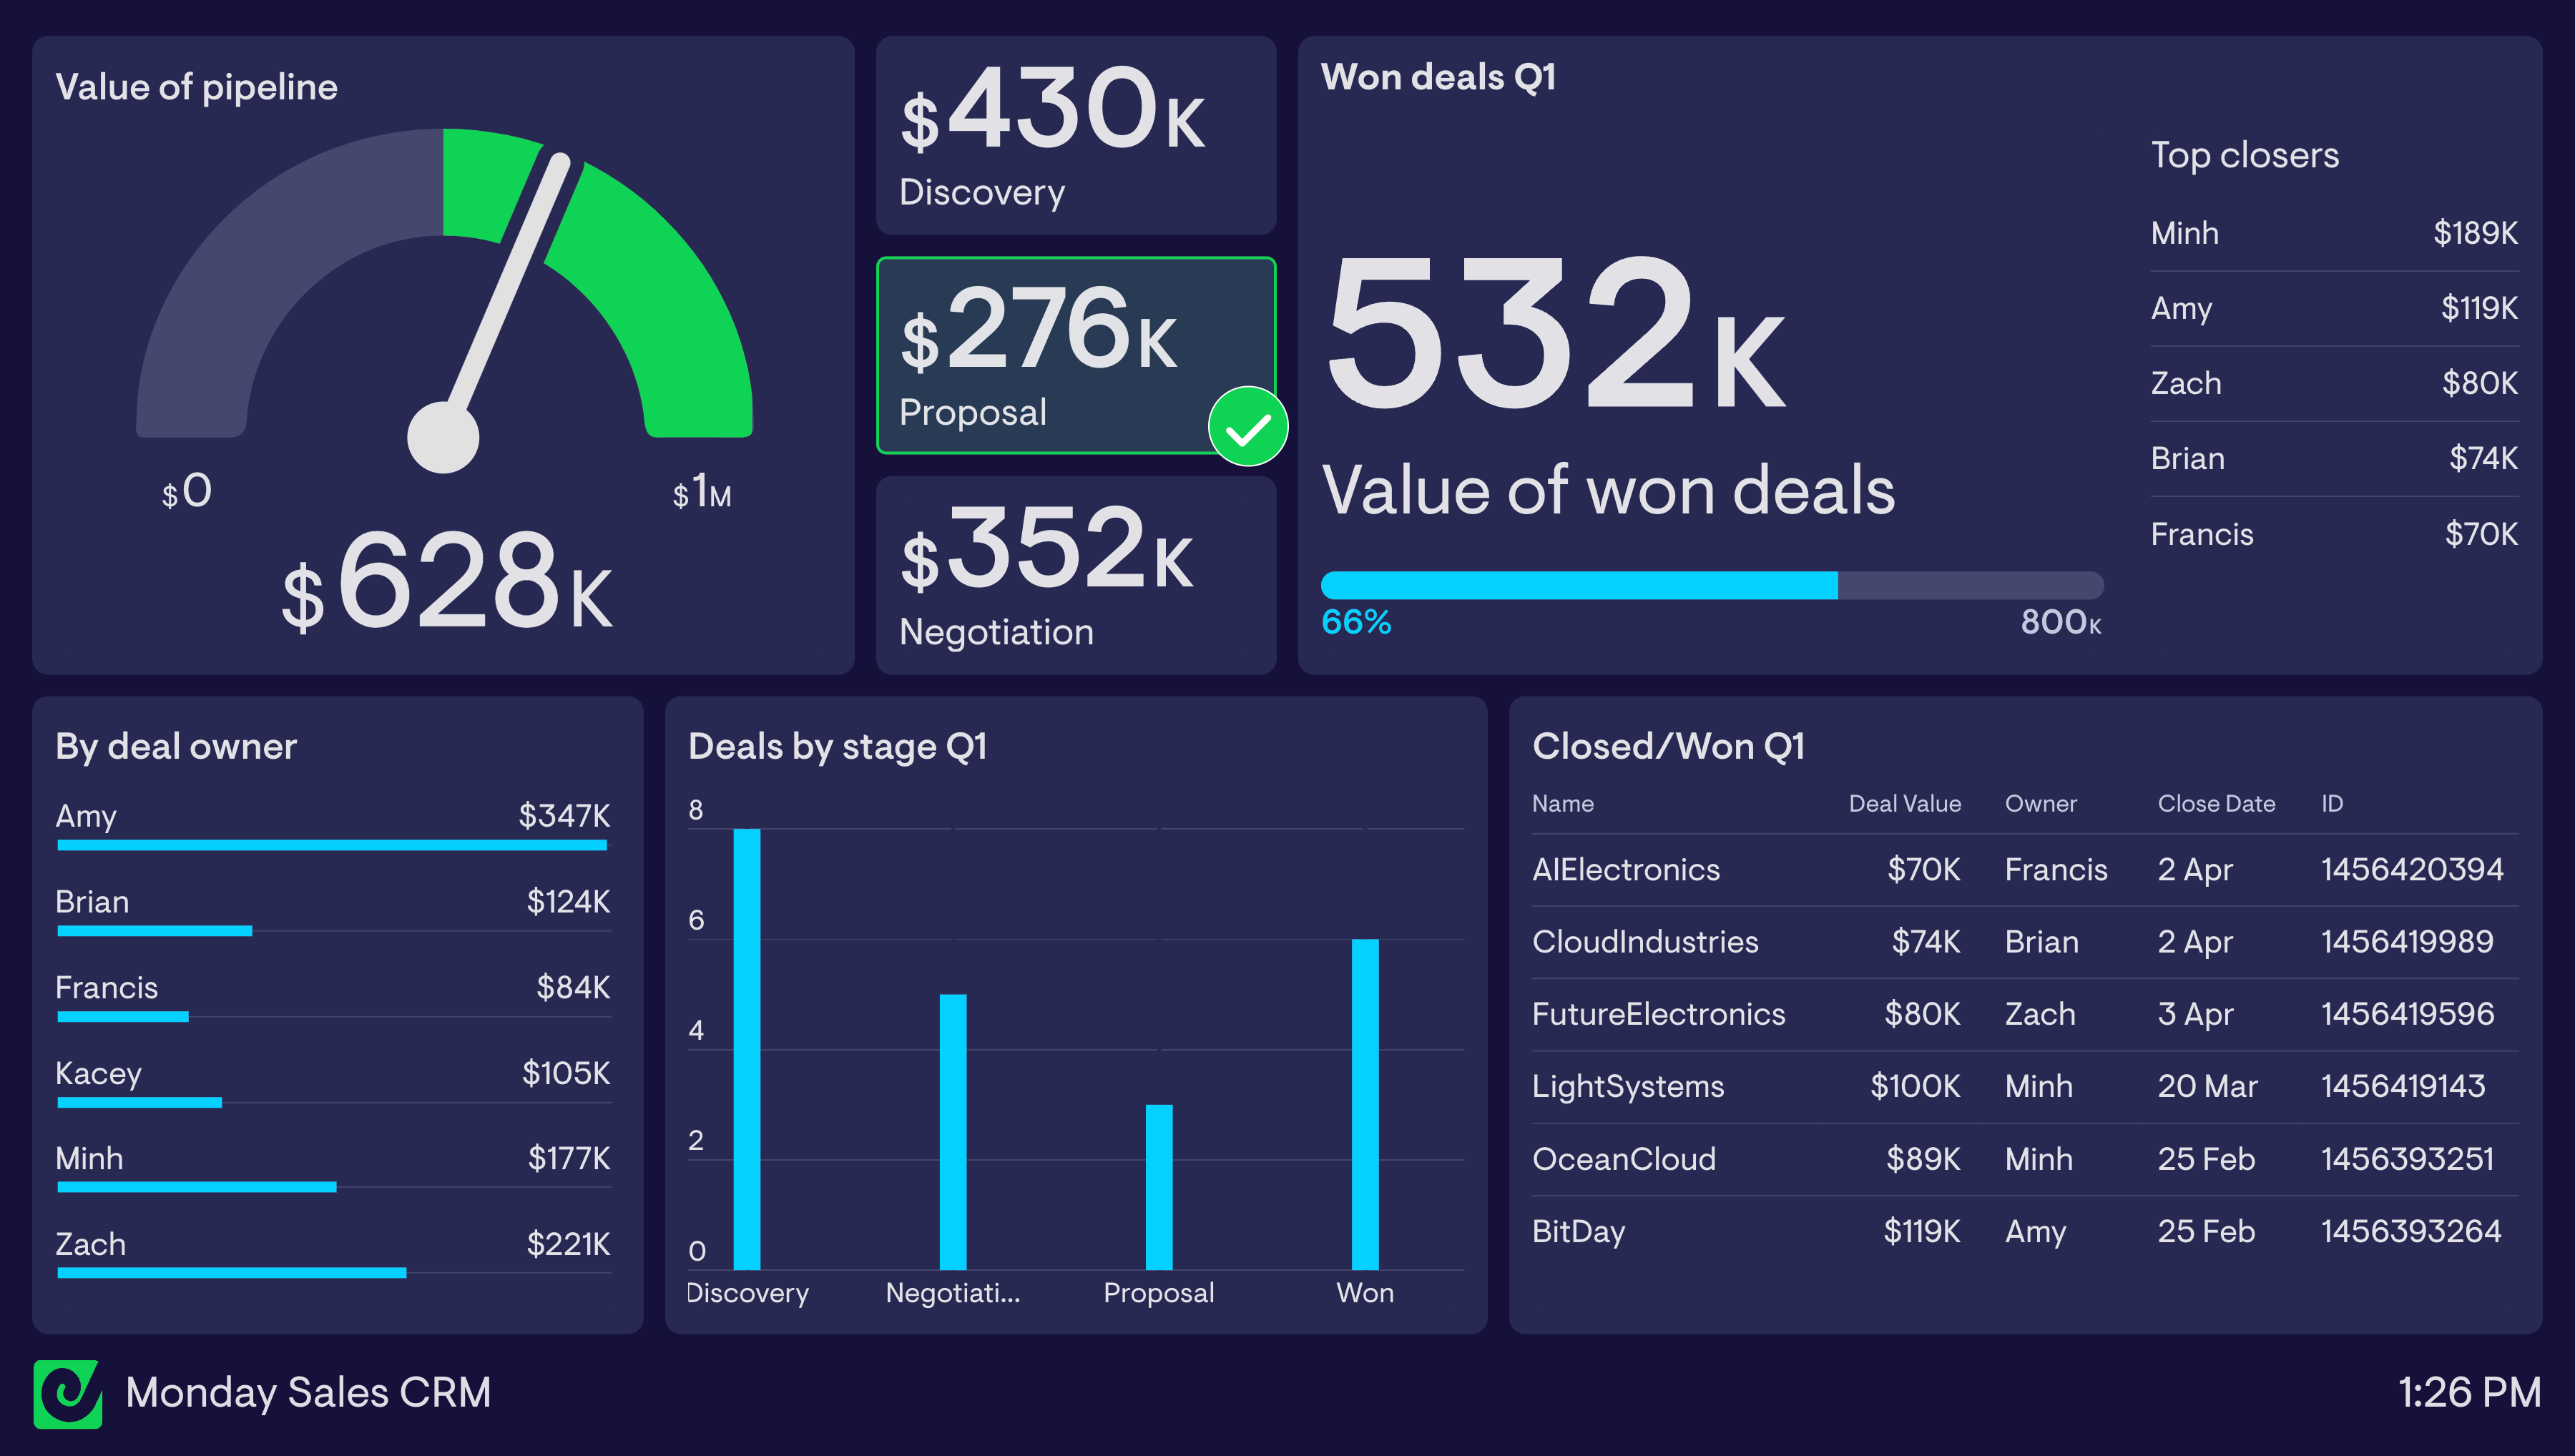 Value of pipeline
$0
$1M
$628K
$430K
Discovery
$276K
Proposal
$352K
Negotiation
Won deals Q1
532K
Value of won deals
66%
800K
Top closers
Minh $189K
Amy $119K
Zach $80K
Brian $74K
Francis $70K
By deal owner
Amy $347K
Brian $124K
Francis $84K
Kacey $105K
Minh $177K
Zach $221K
Deals by stage Q1
8
6
4
2
0
Discovery Negotiati... Proposal Won
Closed/Won Q1
Name Deal Value Owner Close Date ID
AIElectronics $70K Francis 2 Apr 1456420394
CloudIndustries $74K Brian 2 Apr 1456419989
FutureElectronics $80K Zach 3 Apr 1456419596
LightSystems $100K Minh 20 Mar 1456419143
OceanCloud $89K Minh 25 Feb 1456393251
BitDay $119K Amy 25 Feb 1456393264
Monday Sales CRM
1:26 PM